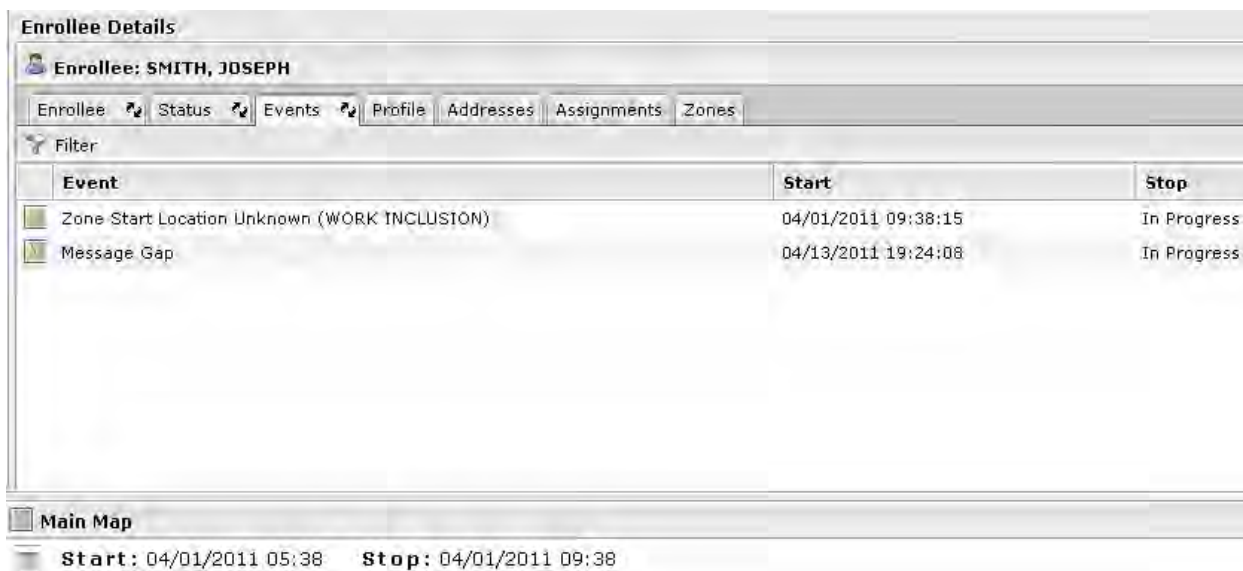 Enrollee Details
Enrollee: SMITH, JOSEPH
Enrollee Status Events Profile Addresses Assignments Zones
Filter
Event Start Stop
Zone Start Location Unknown (WORK INCLUSION) 04/01/2011 09:38:15 In Progress
Message Gap 04/13/2011 19:24:08 In Progress
Main Map
Start: 04/01/2011 05:38 Stop: 04/01/2011 09:38